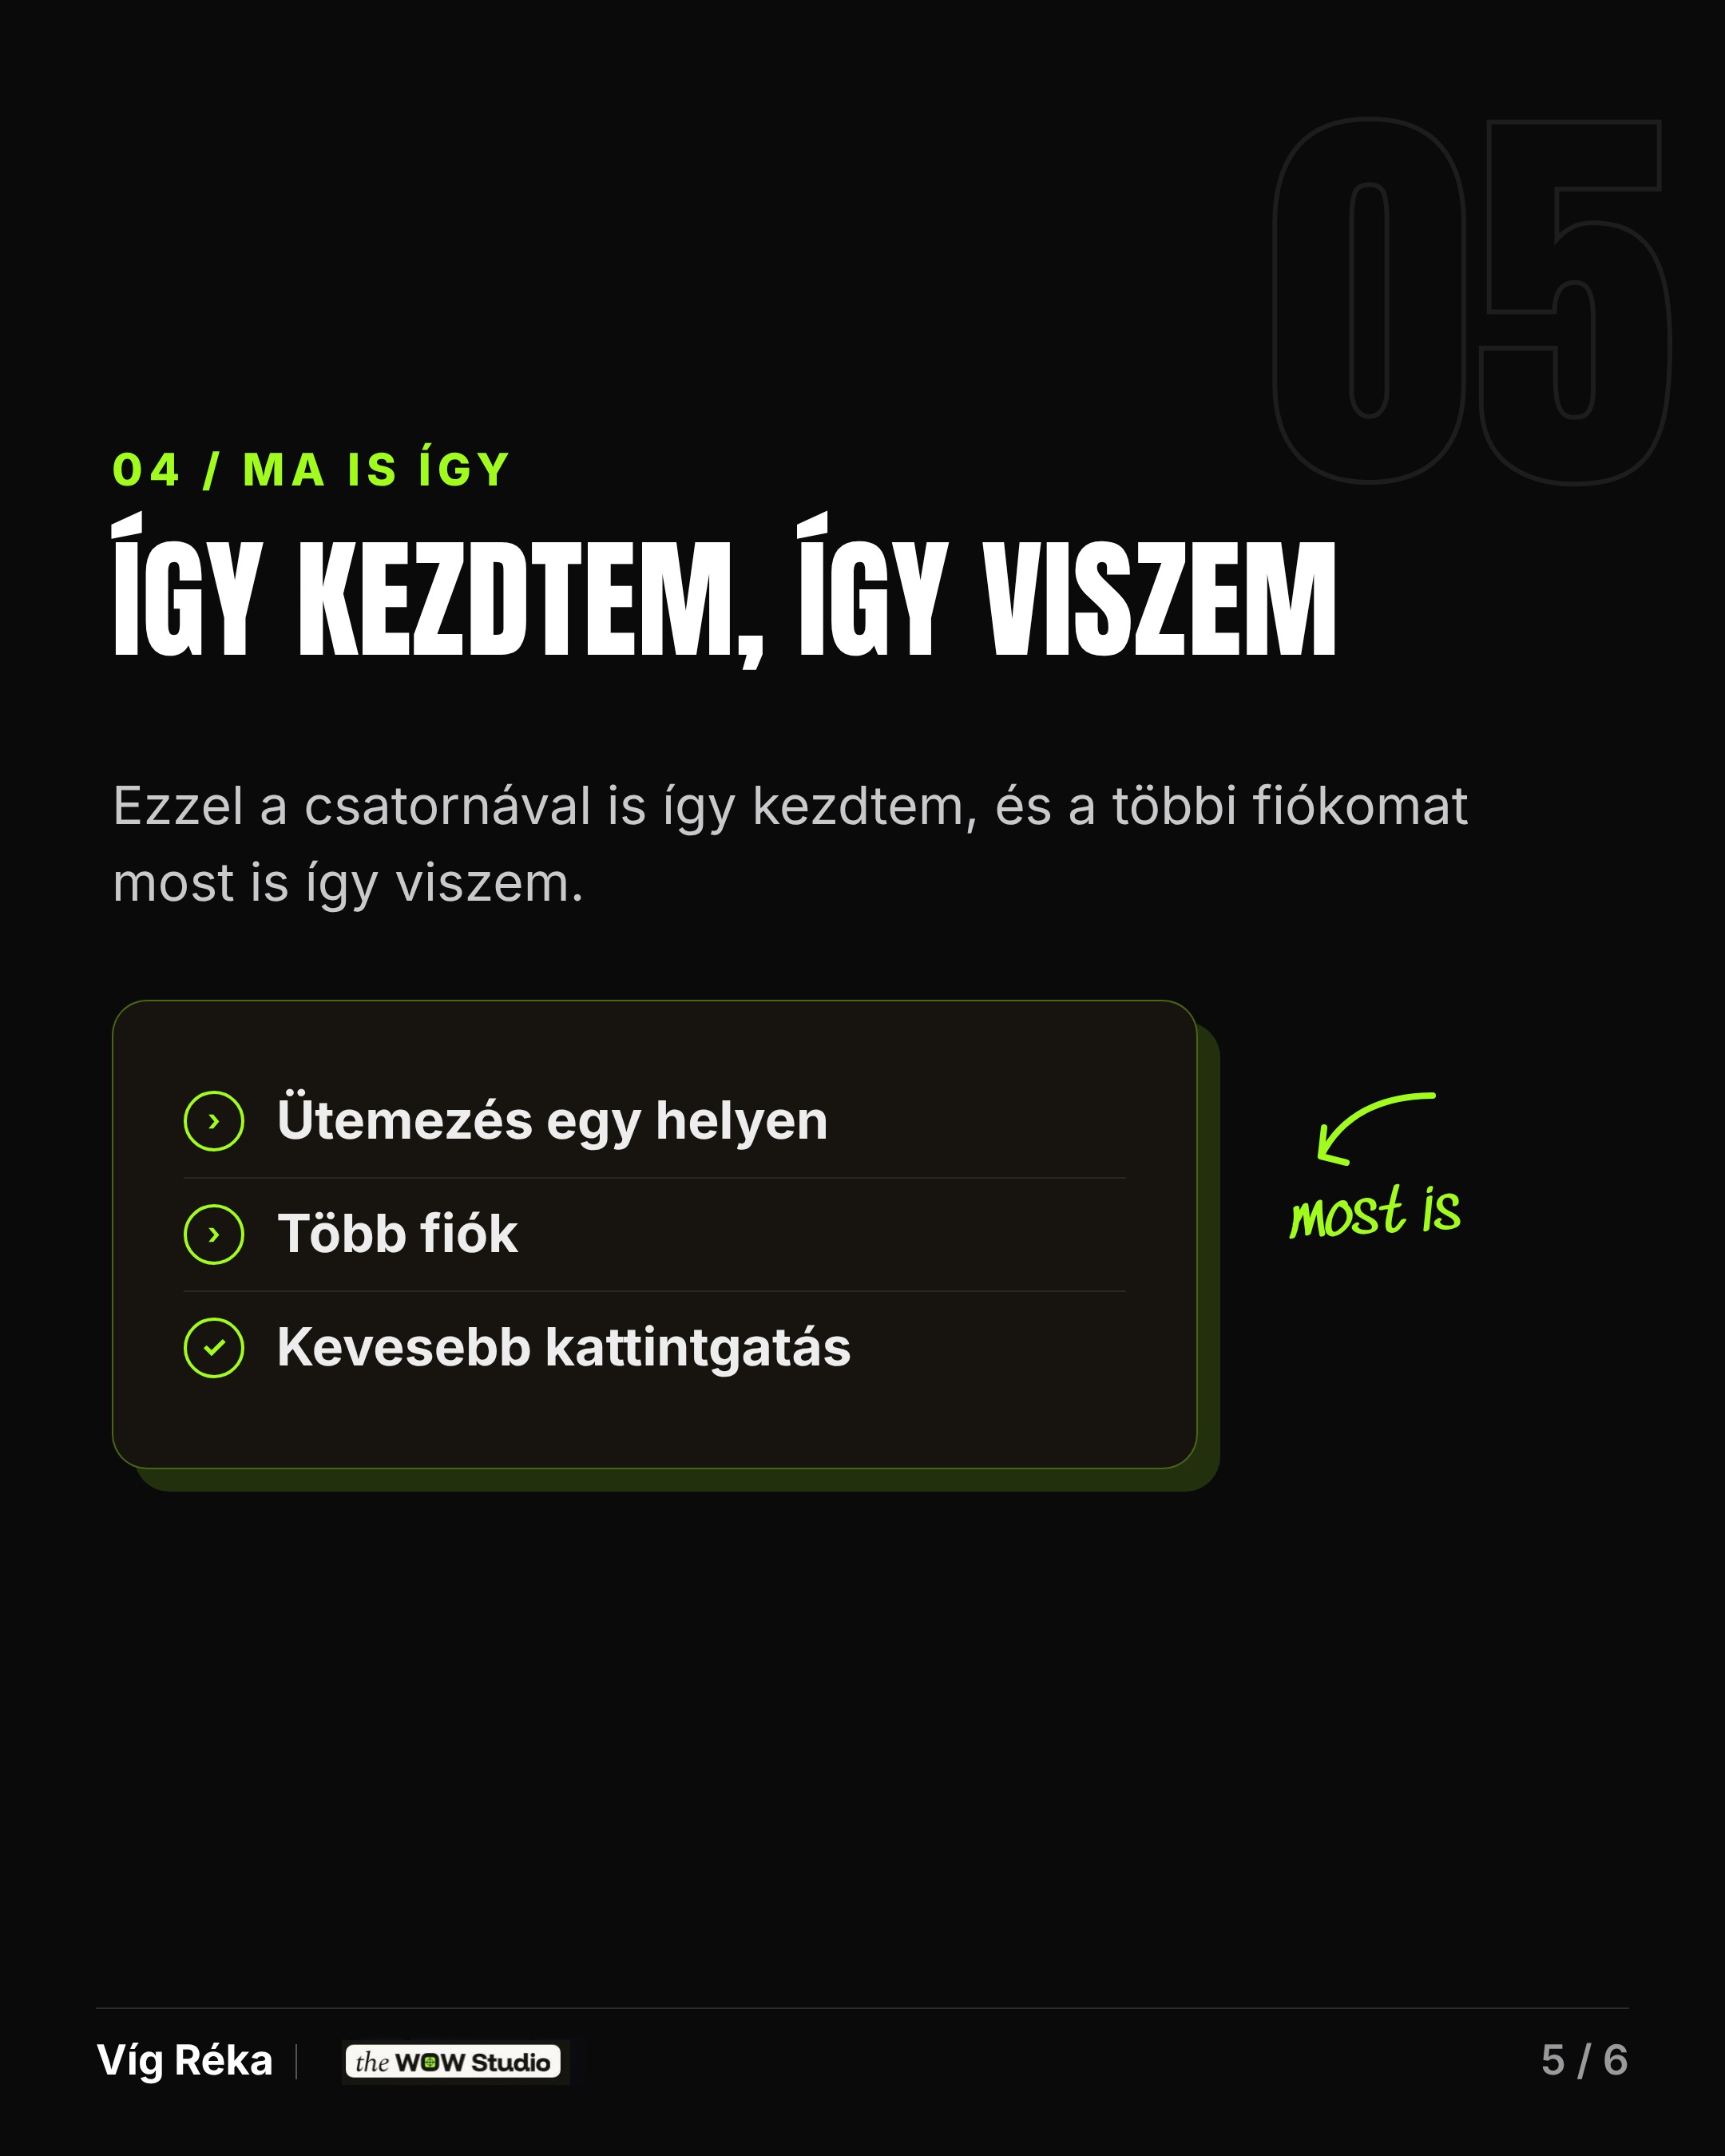 05
04 / MA IS ÍGY
ÍGY KEZDTEM, ÍGY VISZEM
Ezzel a csatornával is így kezdtem, és a többi fiókomat
most is így viszem.
Ütemezés egy helyen
Több fiók
Kevesebb kattintgatás
most is
Víg Réka
the WOW Studio
5 / 6